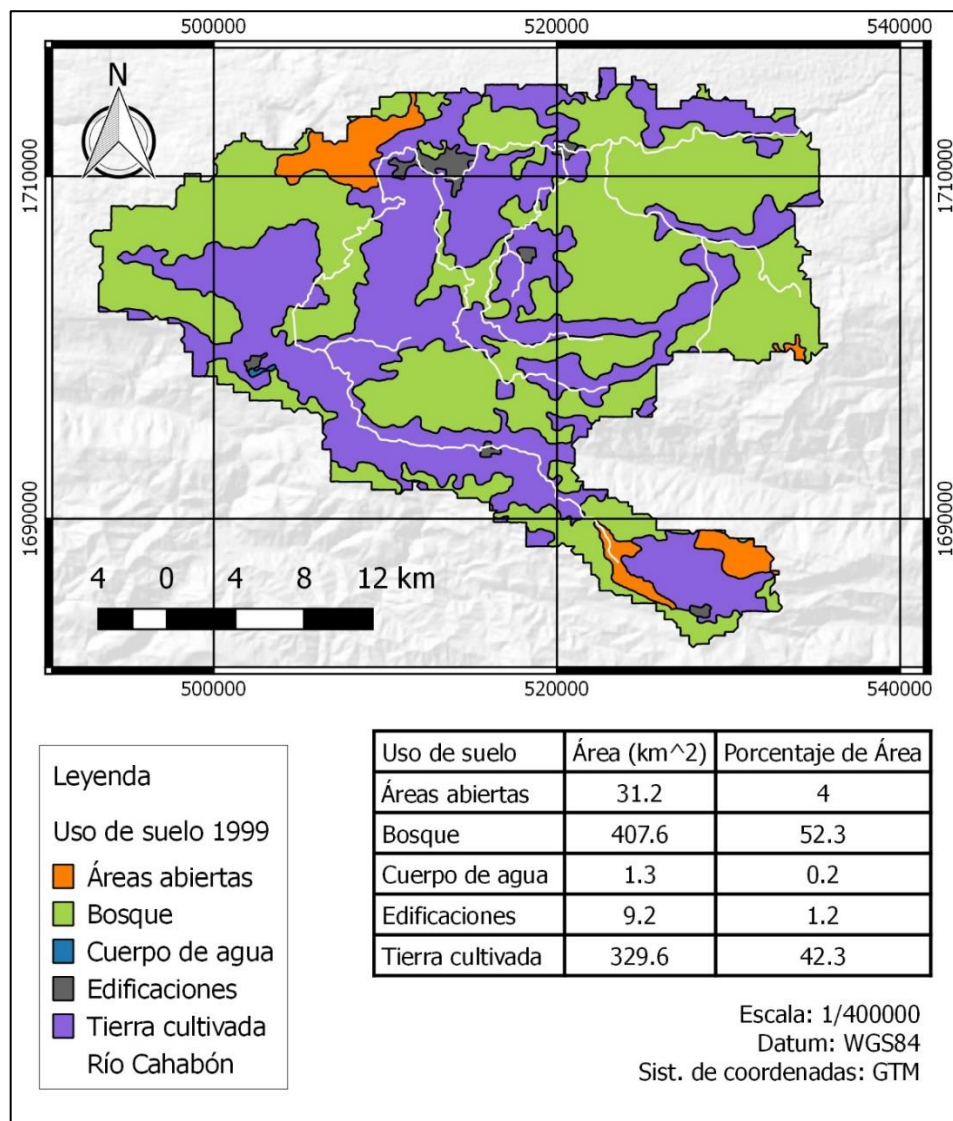 500000 520000 540000
N
1710000 1710000
1690000 1690000
4 0 4 8 12 km
500000 520000 540000
Leyenda
Uso de suelo 1999
Áreas abiertas
Bosque
Cuerpo de agua
Edificaciones
Tierra cultivada
Río Cahabón
Uso de suelo Área (km^2) Porcentaje de Área
Áreas abiertas 31.2 4
Bosque 407.6 52.3
Cuerpo de agua 1.3 0.2
Edificaciones 9.2 1.2
Tierra cultivada 329.6 42.3
Escala: 1/400000
Datum: WGS84
Sist. de coordenadas: GTM